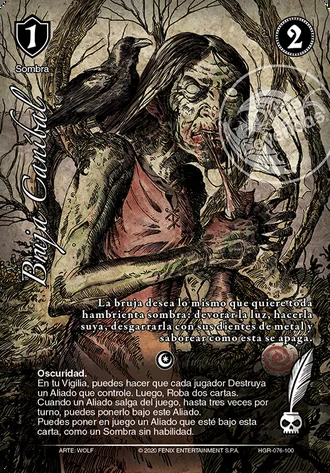 1
2
Sombra
Bruja Caníbal
La bruja desea lo mismo que quiere toda
hambrienta sombra: devorar la luz, hacerla
suya, desgarrarla con sus dientes de metal y
saborear como esta se apaga.
Oscuridad.
En tu Vigilia, puedes hacer que cada jugador Destruya
un Aliado que controle. Luego, Roba dos cartas.
Cuando un Aliado salga del juego, hasta tres veces por
turno, puedes ponerlo bajo este Aliado.
Puedes poner en juego un Aliado que esté bajo esta
carta, como un Sombra sin habilidad.
ARTE: WOLF
© 2020 FENIX ENTERTAINMENT S.P.A.
HGR-076-100